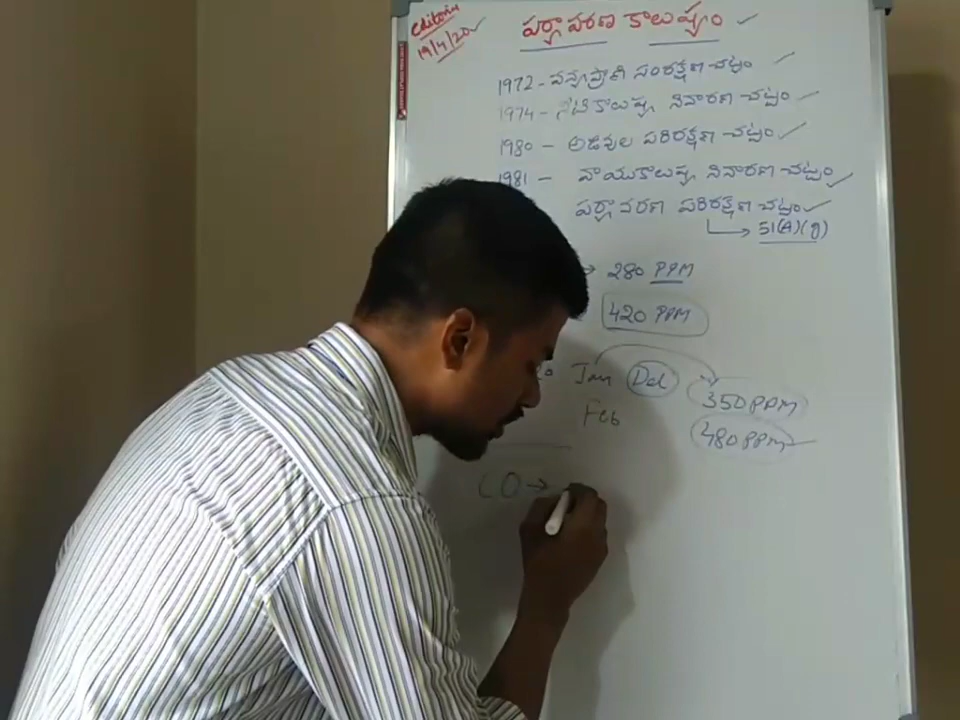 editorial
19/4/20
పర్యావరణ కాలుష్యం
1972 - వన్యప్రాణి సంరక్షణ చట్టం
1974 - నీటి కాలుష్య నివారణ చట్టం
1980 - అడవుల పరిరక్షణ చట్టం
1981 - వాయుకాలుష్య నివారణ చట్టం
పర్యావరణ పరిరక్షణ చట్టం
→ 51(A)(g)
→ 280 PPM
420 PPM
Jan Del 350PPM
Feb 480PPM
CO →